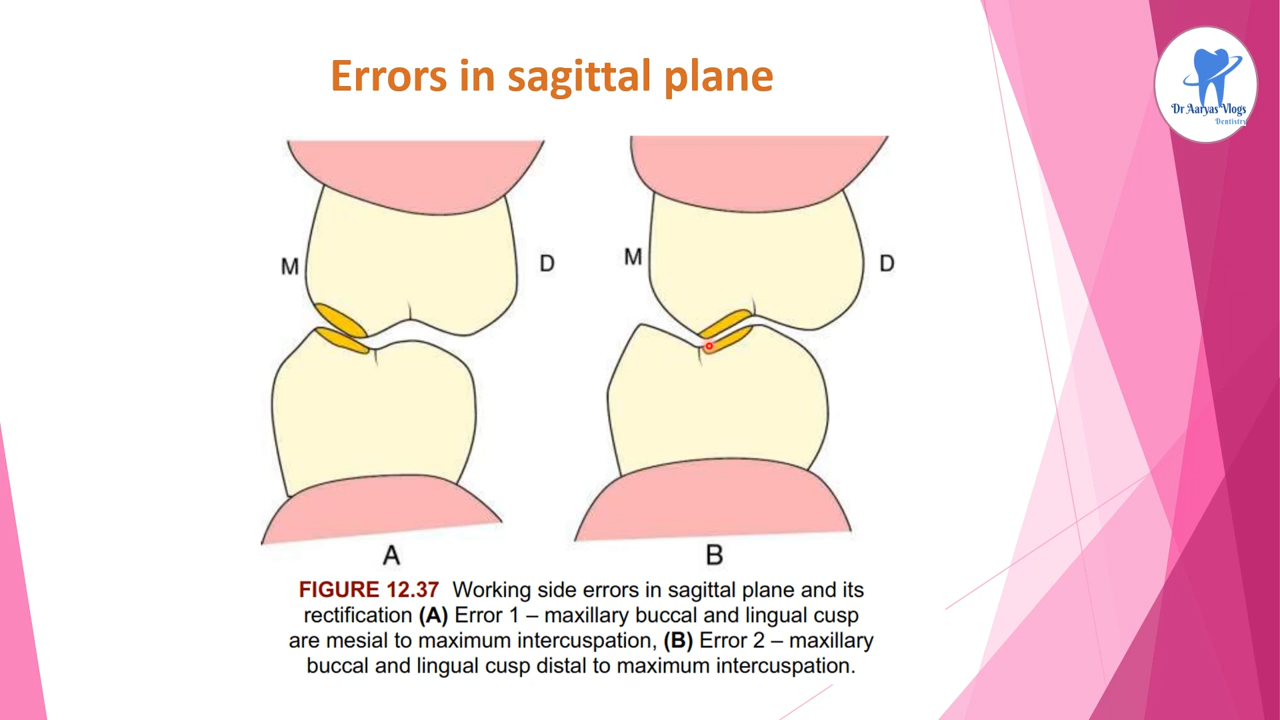 Errors in sagittal plane
Dr Aaryas Vlogs
Dentistry
M
D
M
D
A
B
FIGURE 12.37 Working side errors in sagittal plane and its
rectification (A) Error 1 – maxillary buccal and lingual cusp
are mesial to maximum intercuspation, (B) Error 2 – maxillary
buccal and lingual cusp distal to maximum intercuspation.